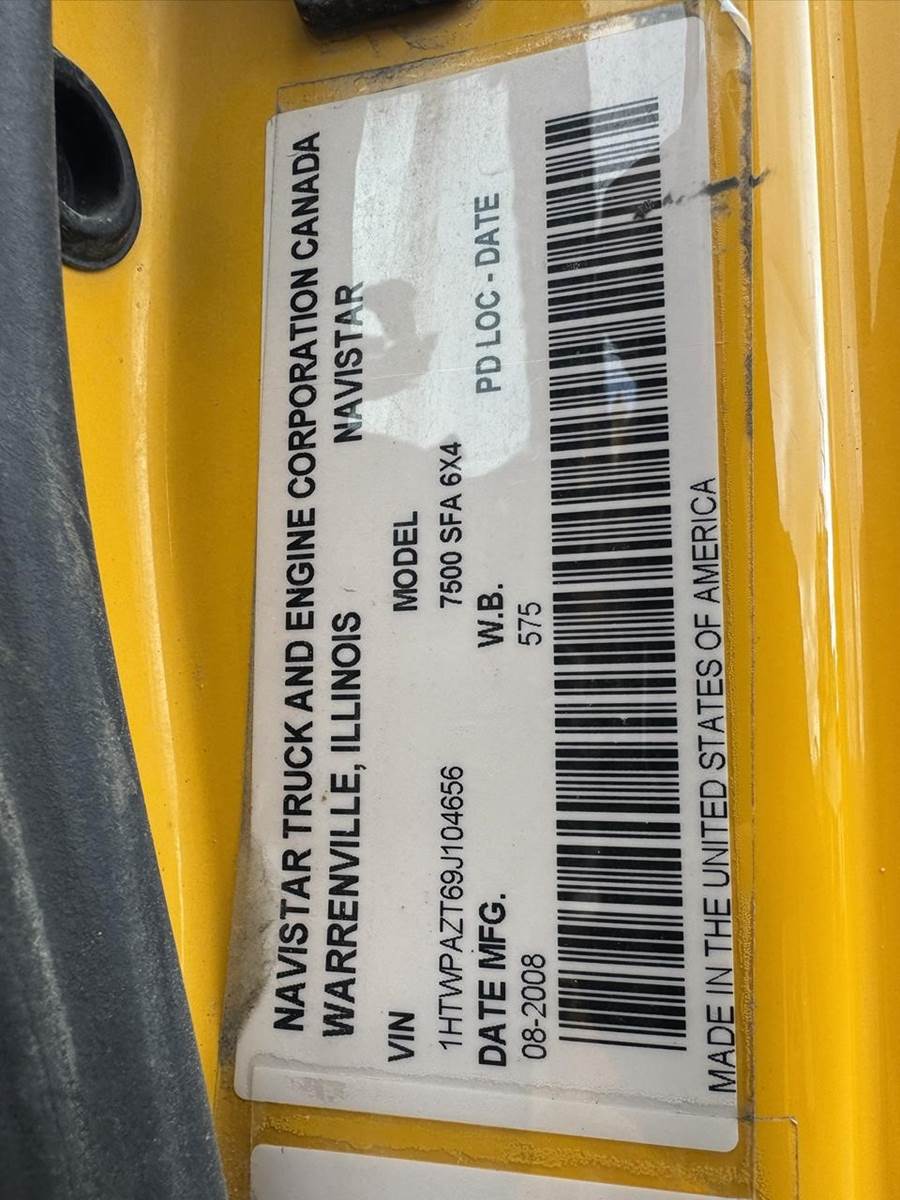 NAVISTAR TRUCK AND ENGINE CORPORATION CANADA
WARRENVILLE, ILLINOIS NAVISTAR
VIN MODEL
1HTWPAZT69J104656 7500 SFA 6X4
DATE MFG. W.B. PD LOC - DATE
08-2008 575
MADE IN THE UNITED STATES OF AMERICA